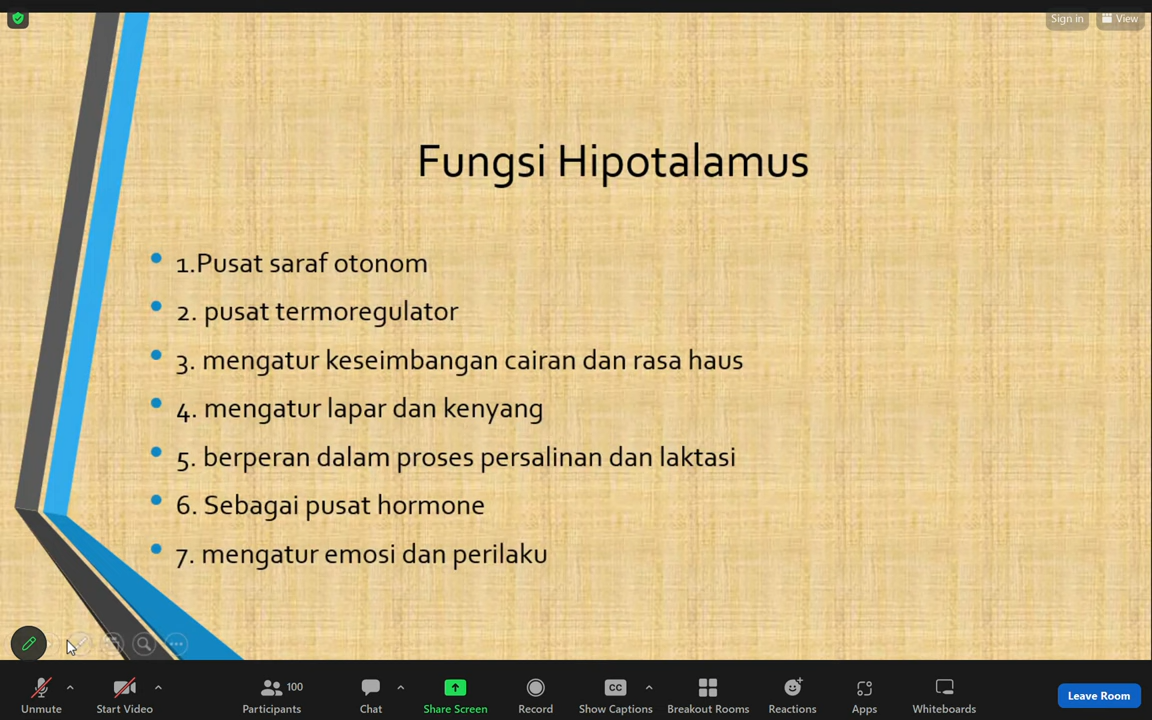 Sign in
View
Fungsi Hipotalamus
1.Pusat saraf otonom
2. pusat termoregulator
3. mengatur keseimbangan cairan dan rasa haus
4. mengatur lapar dan kenyang
5. berperan dalam proses persalinan dan laktasi
6. Sebagai pusat hormone
7. mengatur emosi dan perilaku
100
CC
Unmute
Start Video
Participants
Chat
Share Screen
Record
Show Captions
Breakout Rooms
Reactions
Apps
Whiteboards
Leave Room